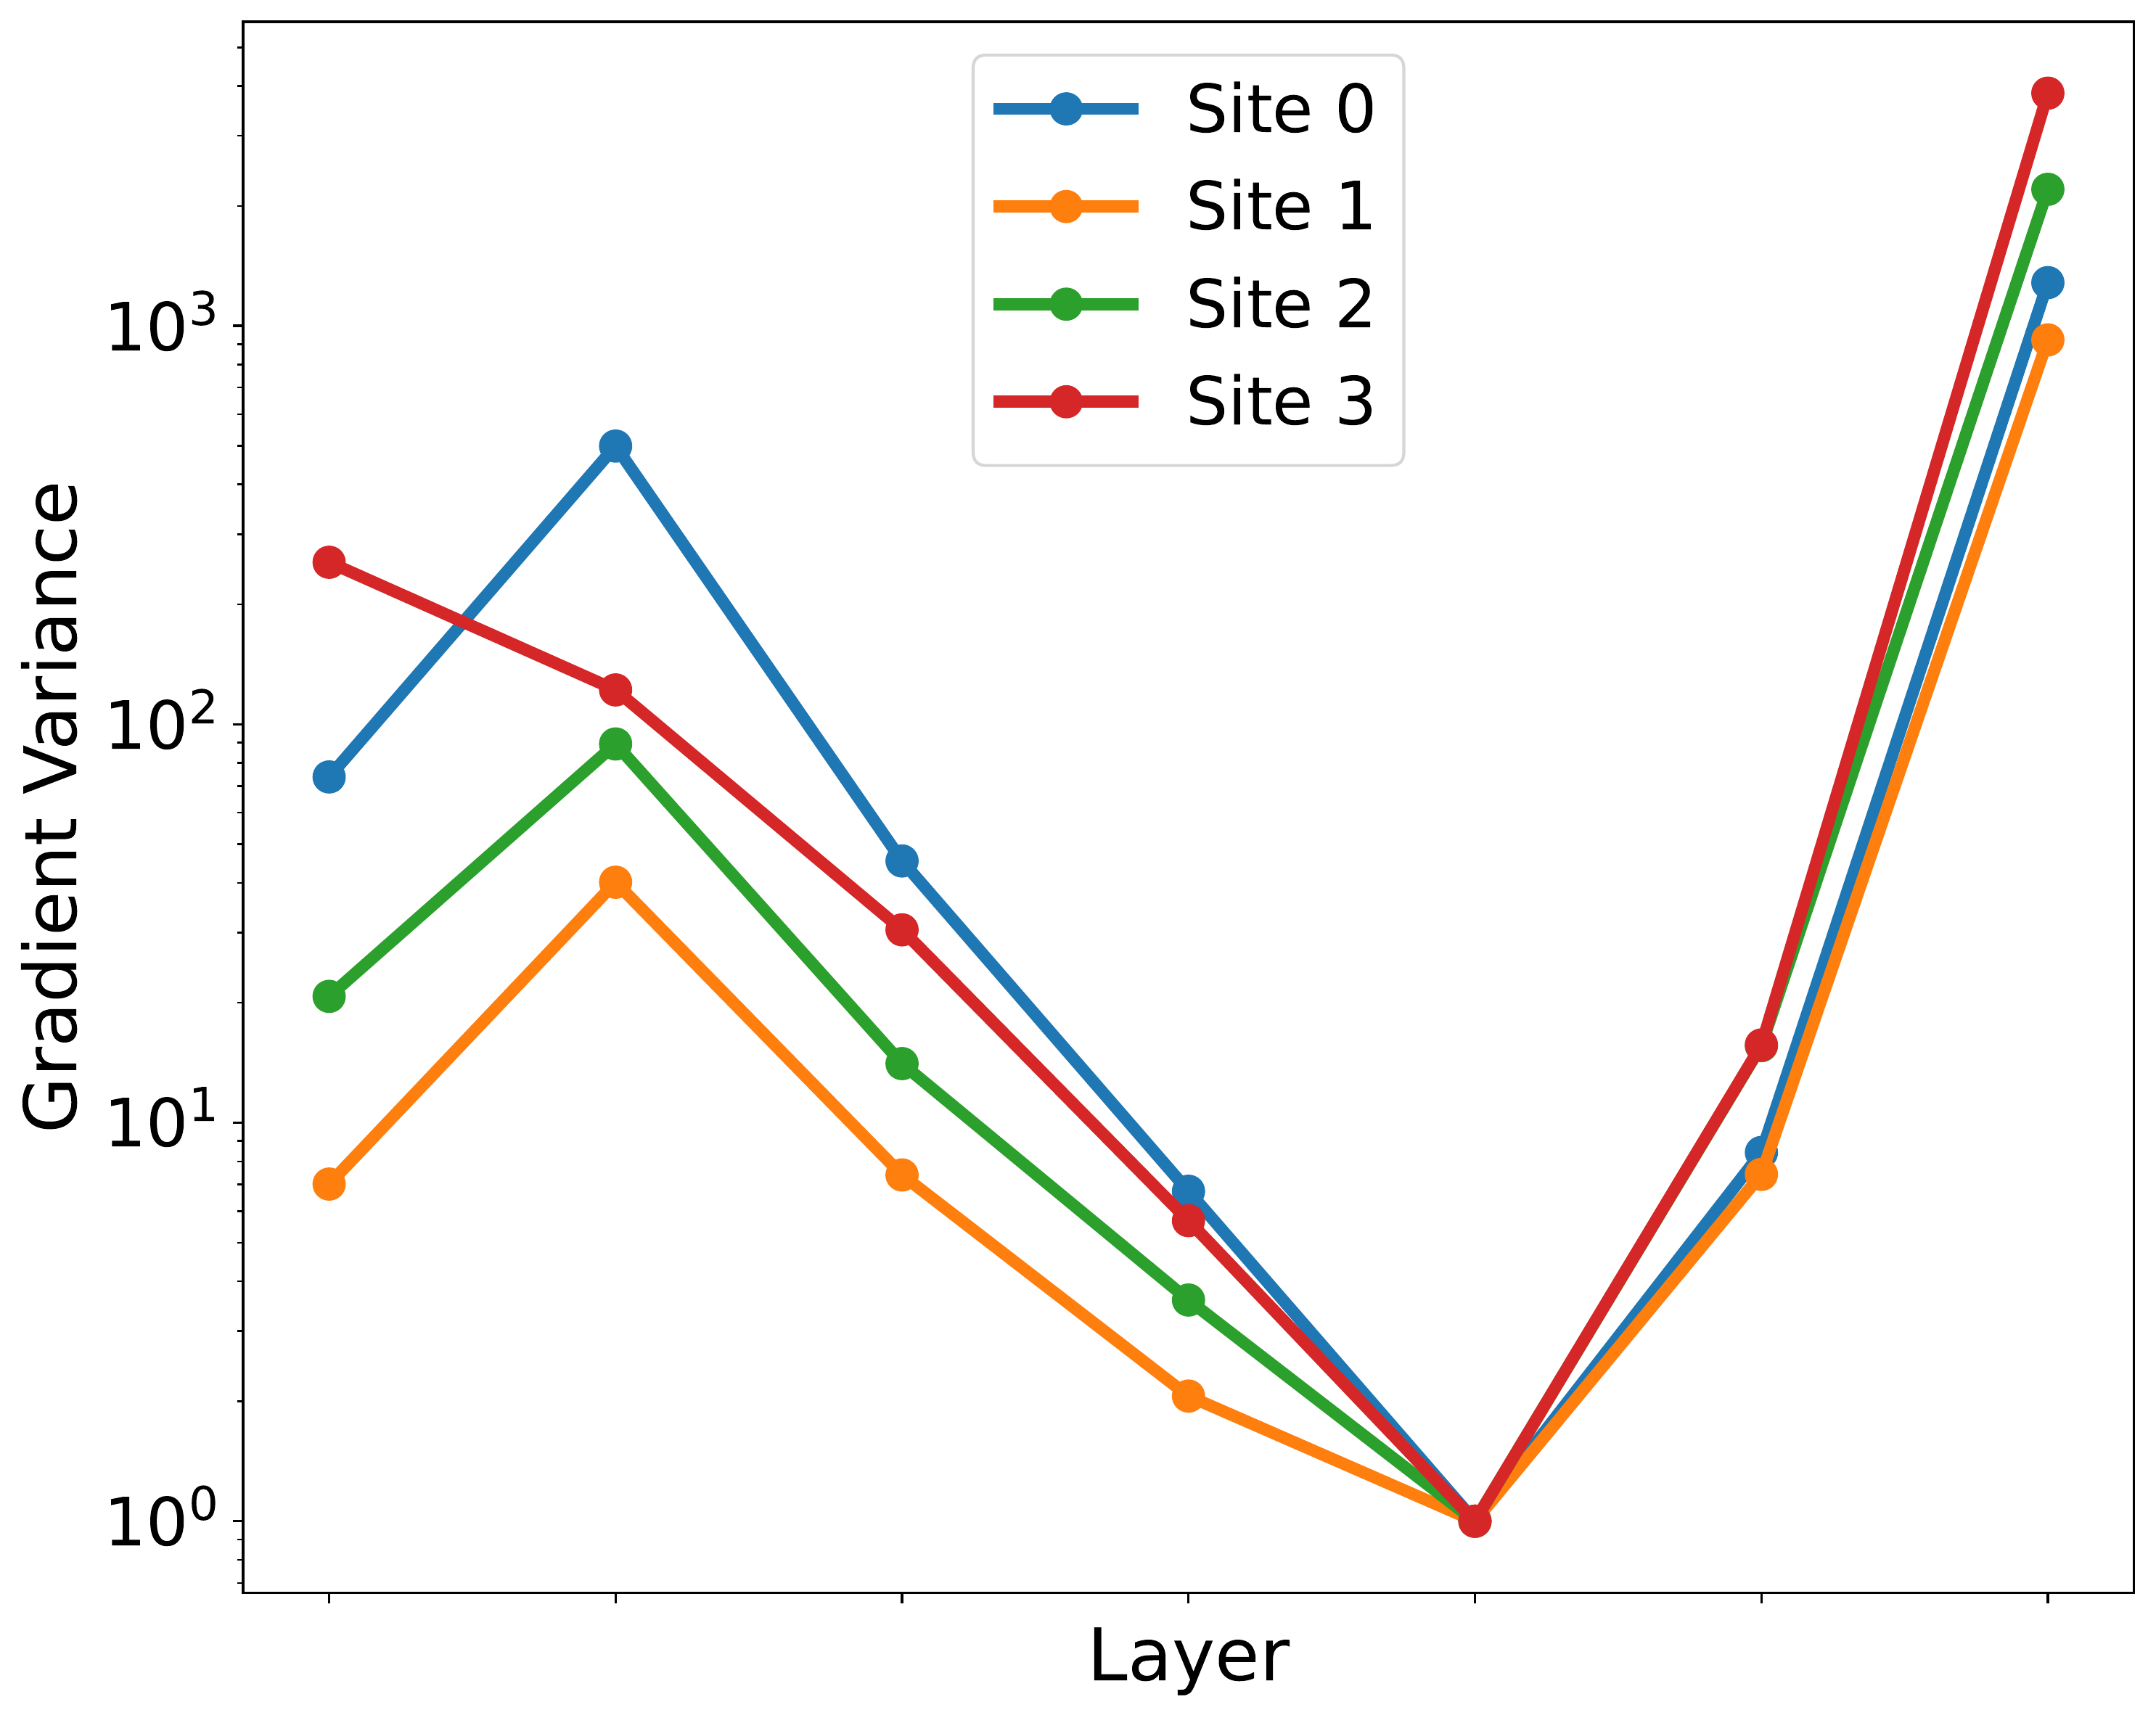 Site 0
Site 1
Site 2
Site 3
10³
10²
10¹
10⁰
Gradient Variance
Layer